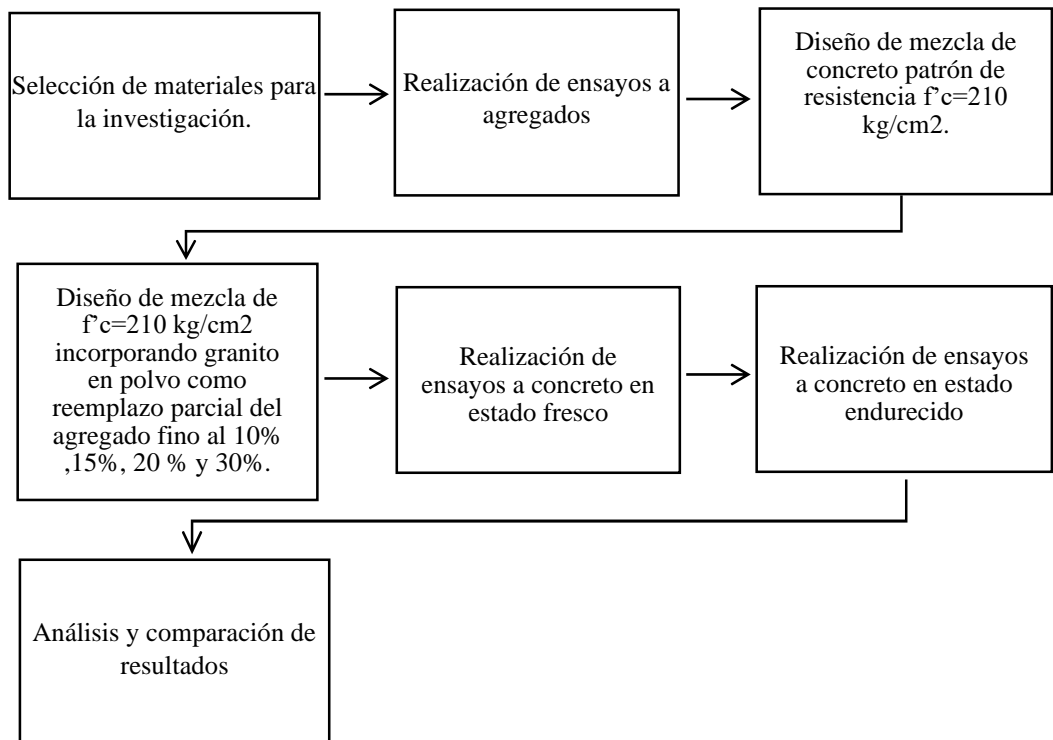 Selección de materiales para
la investigación.
Realización de ensayos a
agregados
Diseño de mezcla de
concreto patrón de
resistencia f’c=210
kg/cm2.
Diseño de mezcla de
f’c=210 kg/cm2
incorporando granito
en polvo como
reemplazo parcial del
agregado fino al 10%
,15%, 20 % y 30%.
Realización de
ensayos a concreto en
estado fresco
Realización de ensayos
a concreto en estado
endurecido
Análisis y comparación de
resultados